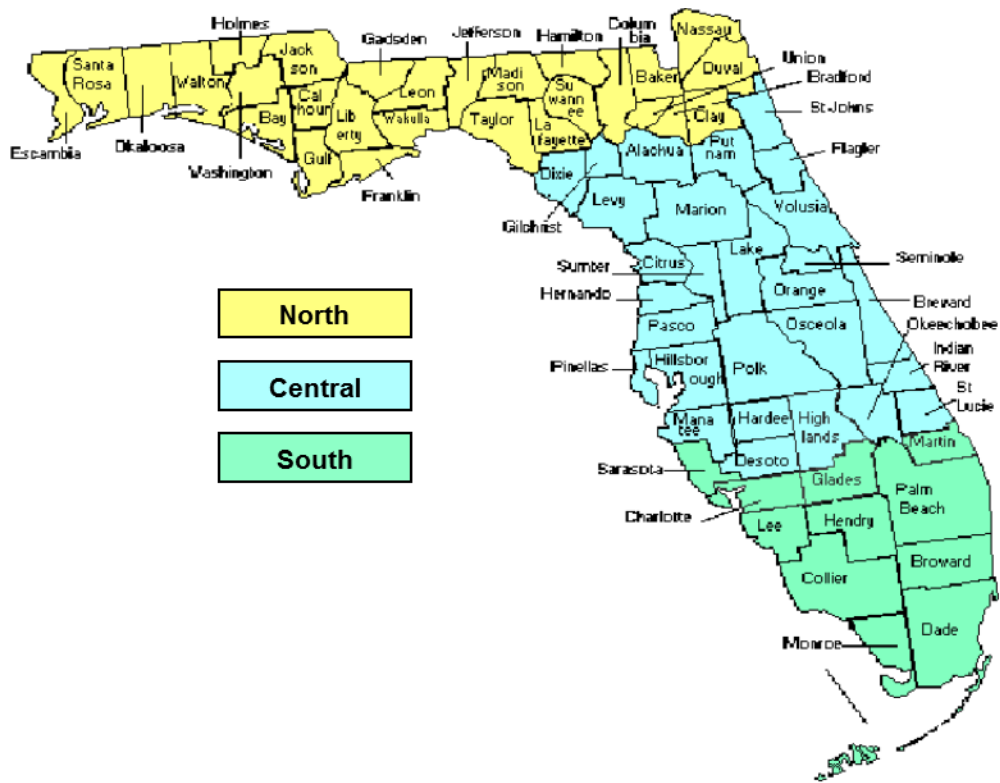 Holmes
Gadsden
Jefferson
Hamilton
Colum
bia
Nassau
Santa
Rosa
Walton
Jack
son
Leon
Madi
son
Su
wann
ee
Baker
Duval
Union
Bradford
Cal
houn
Lib
erty
Wakulla
Bay
Gulf
Taylor
La
fayette
Clay
St Johns
Escambia
Okaloosa
Washington
Franklin
Dixie
Alachua
Put
nam
Flagler
Gilchrist
Levy
Marion
Volusia
Lake
Sumter
Citrus
Seminole
Hernando
Orange
Breward
North
Pasco
Osceola
Okeechobee
Pinellas
Hillsbor
ough
Polk
Indian
River
Central
St
Lucie
Mana
tee
Hardee
High
lands
Desoto
Martin
South
Sarasota
Glades
Palm
Beach
Charlotte
Lee
Hendry
Broward
Collier
Dade
Monroe